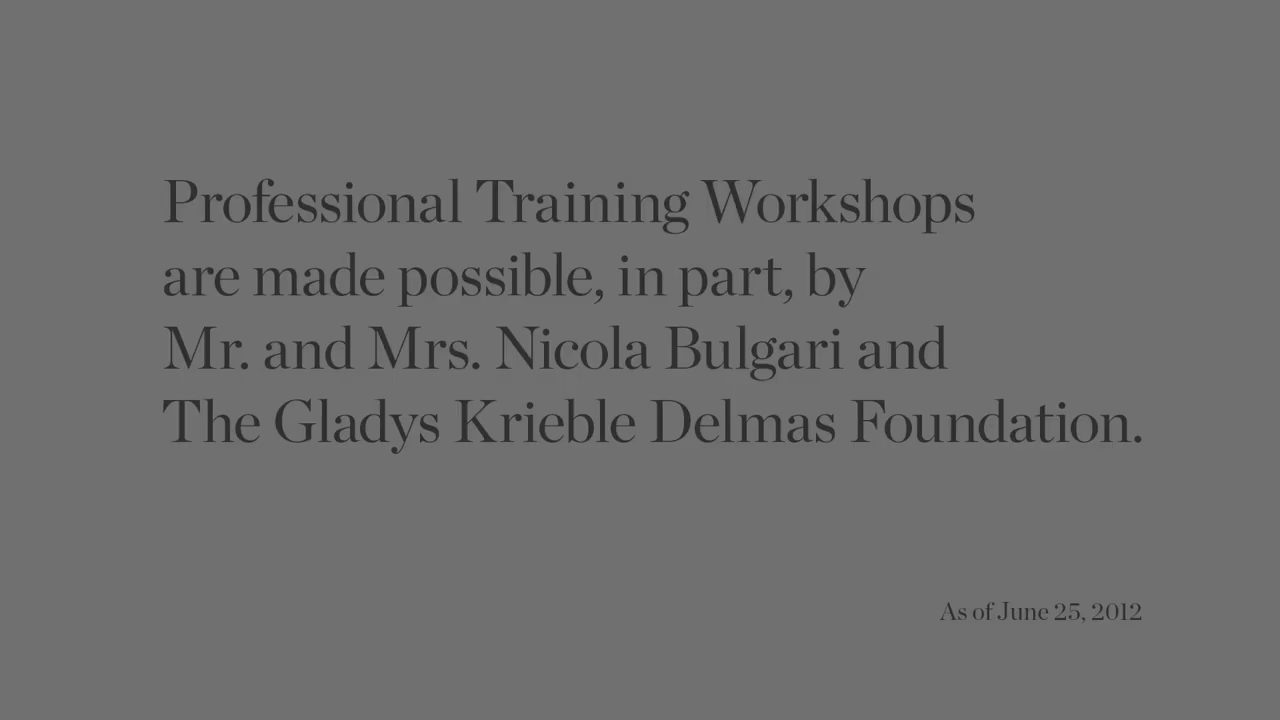 Professional Training Workshops
are made possible, in part, by
Mr. and Mrs. Nicola Bulgari and
The Gladys Krieble Delmas Foundation.
As of June 25, 2012